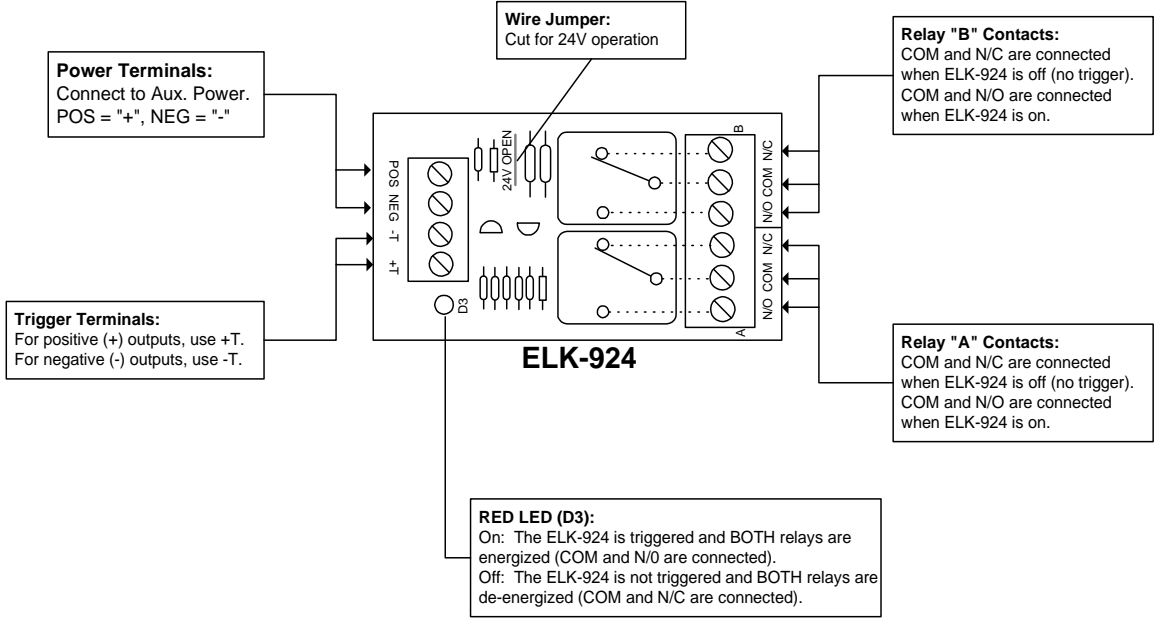 Wire Jumper:
Cut for 24V operation
Power Terminals:
Connect to Aux. Power.
POS = "+", NEG = "-"
Relay "B" Contacts:
COM and N/C are connected
when ELK-924 is off (no trigger).
COM and N/O are connected
when ELK-924 is on.
POS NEG -T +T
24V OPEN
B
N/C
COM
N/O
N/C
COM
N/O
A
D3
ELK-924
Trigger Terminals:
For positive (+) outputs, use +T.
For negative (-) outputs, use -T.
Relay "A" Contacts:
COM and N/C are connected
when ELK-924 is off (no trigger).
COM and N/O are connected
when ELK-924 is on.
RED LED (D3):
On:  The ELK-924 is triggered and BOTH relays are
energized (COM and N/0 are connected).
Off:  The ELK-924 is not triggered and BOTH relays are
de-energized (COM and N/C are connected).